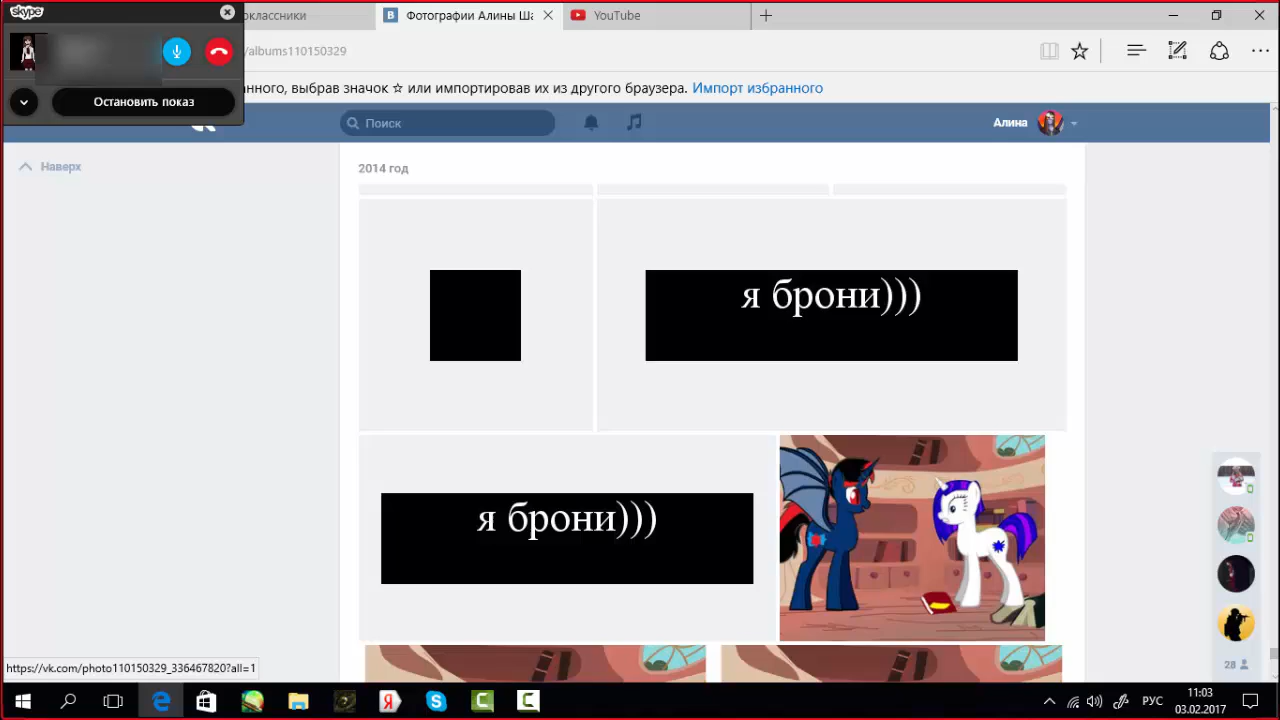 skype
оклассники
B Фотографии Алины Ша
YouTube
/albums110150329
Остановить показ
нного, выбрав значок ☆ или импортировав их из другого браузера. Импорт избранного
Поиск
Алина
Наверх
2014 год
я брони)))
я брони)))
28
https://vk.com/photo110150329_336467820?all=1
Я
S
C
C
РУС
11:03
03.02.2017